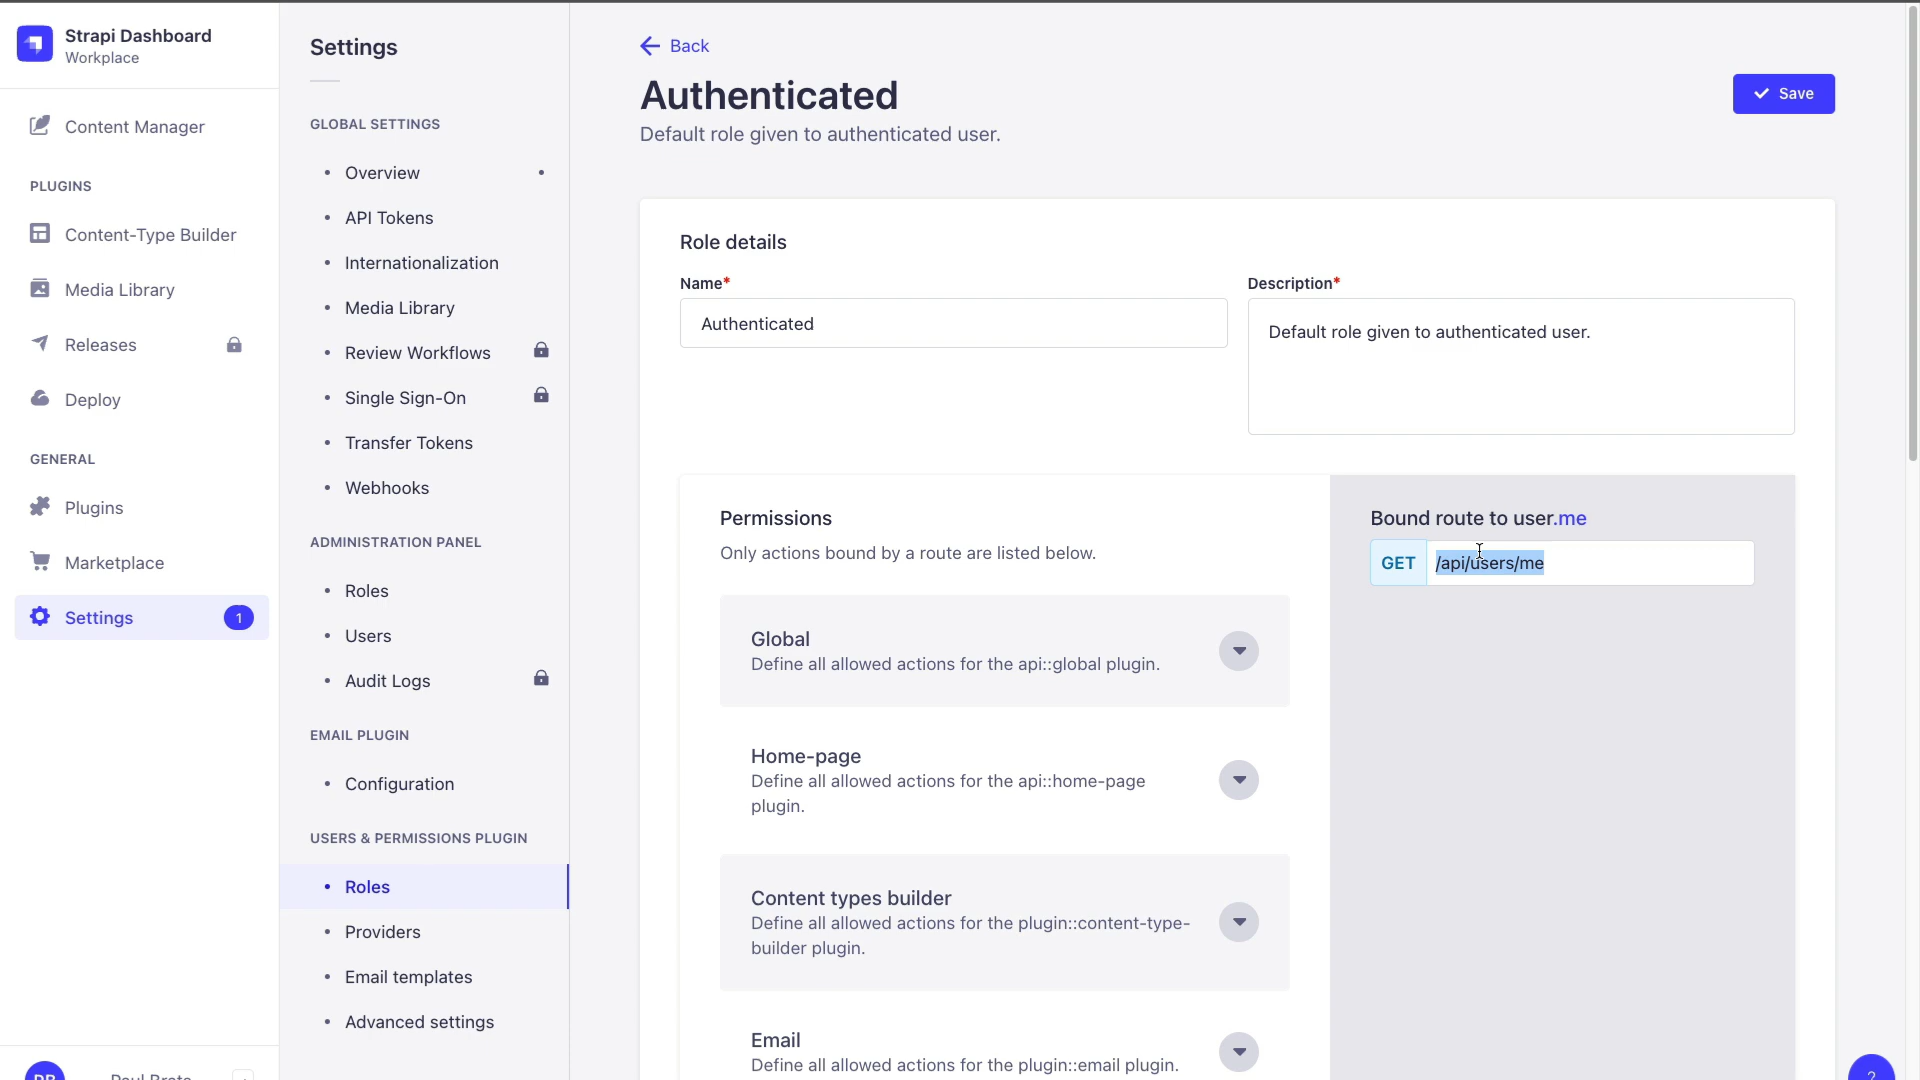 Strapi Dashboard
Workplace
Content Manager
PLUGINS
Content-Type Builder
Media Library
Releases
Deploy
GENERAL
Plugins
Marketplace
Settings
1
Settings
GLOBAL SETTINGS
Overview
API Tokens
Internationalization
Media Library
Review Workflows
Single Sign-On
Transfer Tokens
Webhooks
ADMINISTRATION PANEL
Roles
Users
Audit Logs
EMAIL PLUGIN
Configuration
USERS & PERMISSIONS PLUGIN
Roles
Providers
Email templates
Advanced settings
Back
Authenticated
Default role given to authenticated user.
Save
Role details
Name*
Authenticated
Description*
Default role given to authenticated user.
Permissions
Only actions bound by a route are listed below.
Global
Define all allowed actions for the api::global plugin.
Home-page
Define all allowed actions for the api::home-page
plugin.
Content types builder
Define all allowed actions for the plugin::content-type-
builder plugin.
Email
Define all allowed actions for the plugin::email plugin.
Bound route to user.me
GET /api/users/me
?